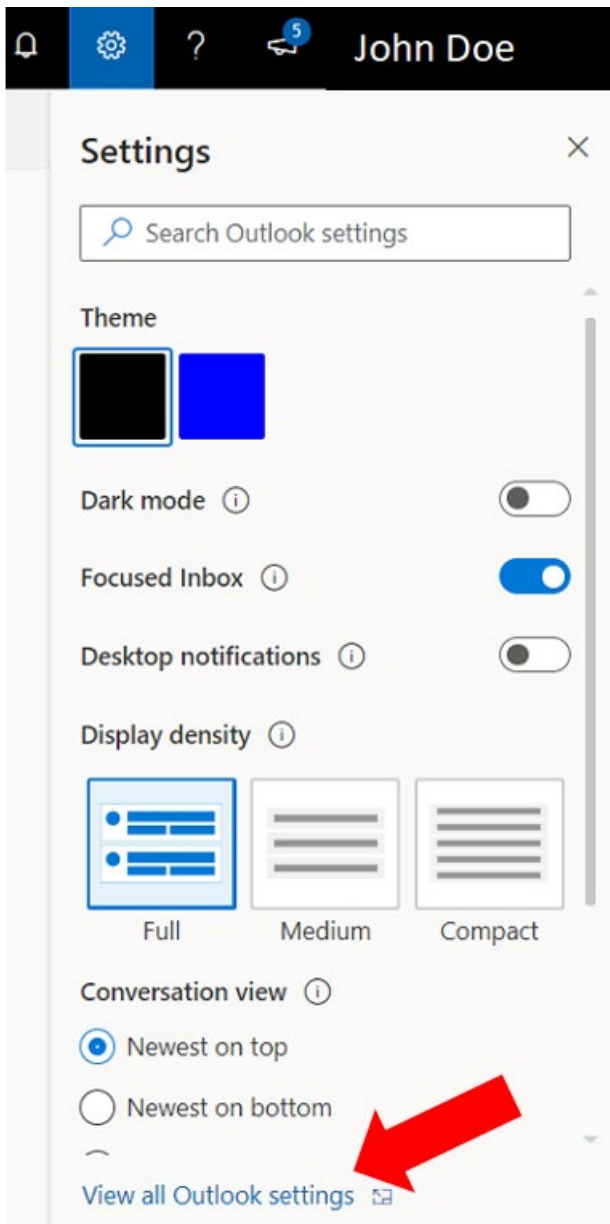 5
John Doe
Settings
Search Outlook settings
Theme
Dark mode
Focused Inbox
Desktop notifications
Display density
Full Medium Compact
Conversation view
Newest on top
Newest on bottom
View all Outlook settings